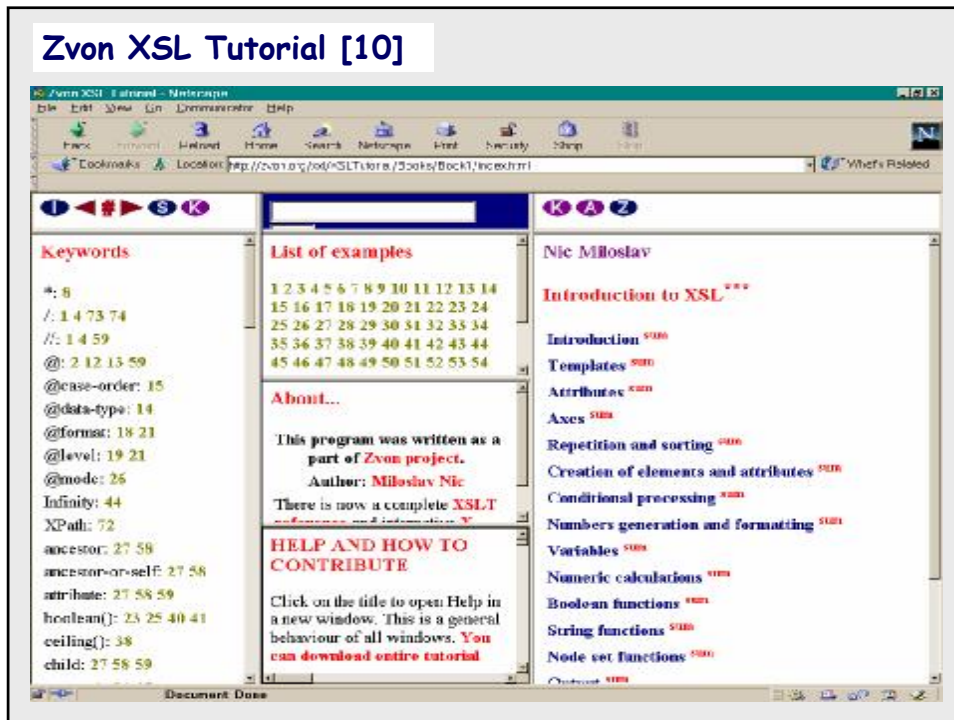 Zvon XSL Tutorial [10]
Zvon XSL Tutorial - Netscape
File Edit View Go Communicator Help
Back Forward Reload Home Search Netscape Print Security Shop Stop
Bookmarks Location: http://zvon.org/xxl/XSLTutorial/Books/Book1/index.html What's Related
I # S K
K A Z
Keywords
*: 8
/: 1 4 73 74
//: 1 4 59
@: 2 12 13 59
@case-order: 15
@data-type: 14
@format: 18 21
@level: 19 21
@mode: 26
Infinity: 44
XPath: 72
ancestor: 27 58
ancestor-or-self: 27 58
attribute: 27 58 59
boolean(): 23 25 40 41
ceiling(): 38
child: 27 58 59
List of examples
1 2 3 4 5 6 7 8 9 10 11 12 13 14
15 16 17 18 19 20 21 22 23 24
25 26 27 28 29 30 31 32 33 34
35 36 37 38 39 40 41 42 43 44
45 46 47 48 49 50 51 52 53 54
About...
This program was written as a
part of Zvon project.
Author: Miloslav Nic
There is now a complete XSLT
reference and interactive X
HELP AND HOW TO
CONTRIBUTE
Click on the title to open Help in
a new window. This is a general
behaviour of all windows. You
can download entire tutorial
Nic Miloslav
Introduction to XSL***
Introduction sum
Templates sum
Attributes sum
Axes sum
Repetition and sorting sum
Creation of elements and attributes sum
Conditional processing sum
Numbers generation and formatting sum
Variables sum
Numeric calculations sum
Boolean functions sum
String functions sum
Node set functions sum
Output sum
Document Done